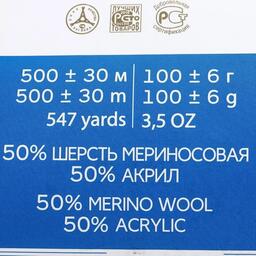 500 ± 30 м 100 ± 6 г
500 ± 30 m 100 ± 6 g
547 yards 3,5 OZ
50% ШЕРСТЬ МЕРИНОСОВАЯ
50% АКРИЛ
50% MERINO WOOL
50% ACRYLIC